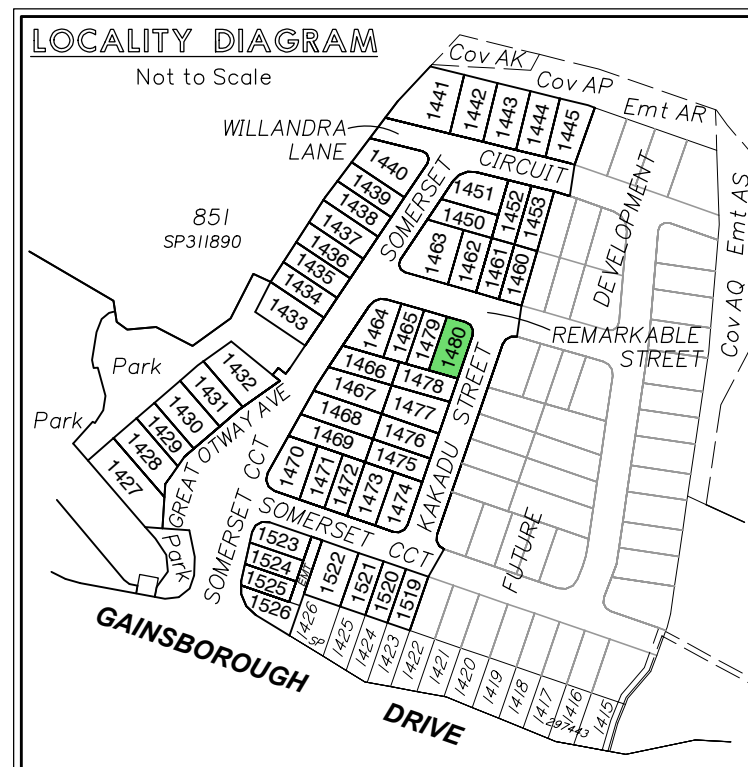 LOCALITY DIAGRAM
Not to Scale
Cov AK
Cov AP
Emt AR
Emt AS
Cov AQ
WILLANDRA
LANE
1441
1442
1443
1444
1445
CIRCUIT
SOMERSET
1440
1439
1438
1437
1436
1435
1434
1433
851
SP311890
1451
1450
1452
1453
1463
1462
1461
1460
DEVELOPMENT
REMARKABLE
STREET
1464
1465
1479
1480
1466
1478
1467
1477
1468
1476
1469
1475
1470
1471
1472
1473
1474
KAKADU STREET
Park
Park
1432
1431
1430
1429
1428
1427
GREAT OTWAY AVE
SOMERSET CCT
SOMERSET CCT
Park
1523
1524
1525
1526
EMT
1522
1521
1520
1519
FUTURE
1426
SP
1425
1424
1423
1422
1421
1420
1419
1418
1417
1416
1415
297443
GAINSBOROUGH
DRIVE